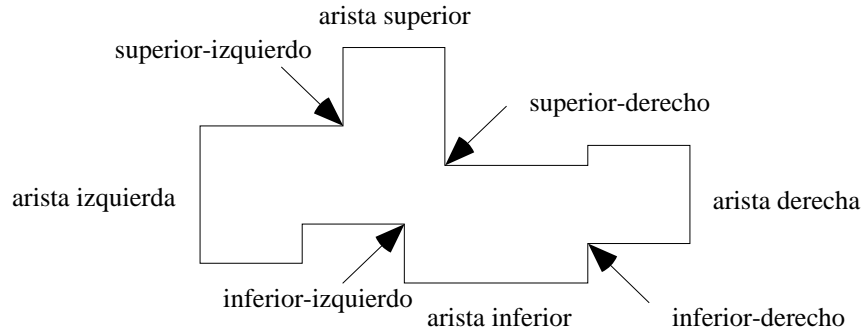 arista superior
superior-izquierdo
superior-derecho
arista izquierda
arista derecha
inferior-izquierdo
arista inferior
inferior-derecho